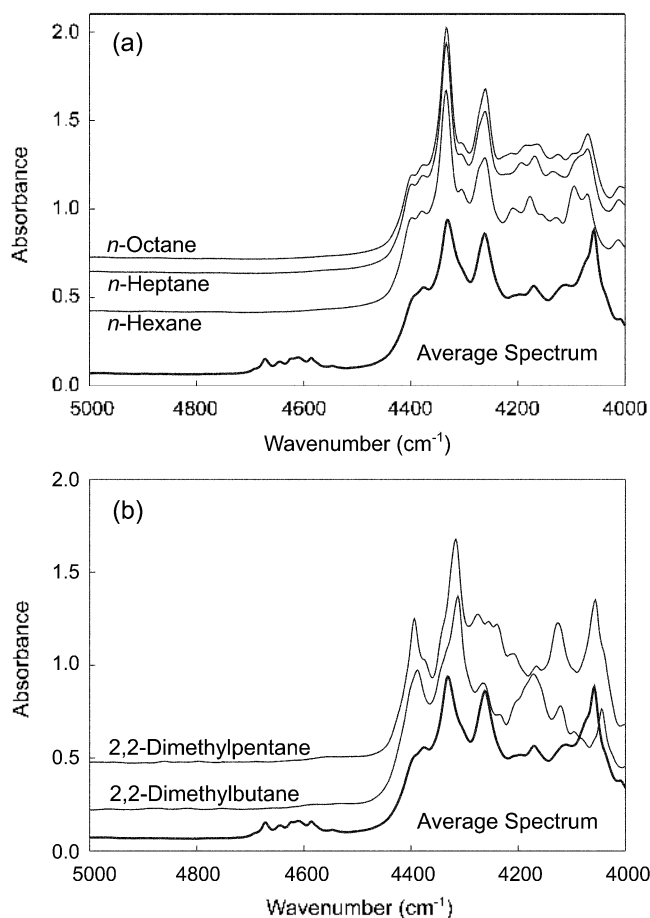 (a)
2.0
1.5
1.0
0.5
0.0
Absorbance
n-Octane
n-Heptane
n-Hexane
Average Spectrum
5000 4800 4600 4400 4200 4000
Wavenumber (cm⁻¹)
(b)
2.0
1.5
1.0
0.5
0.0
Absorbance
2,2-Dimethylpentane
2,2-Dimethylbutane
Average Spectrum
5000 4800 4600 4400 4200 4000
Wavenumber (cm⁻¹)